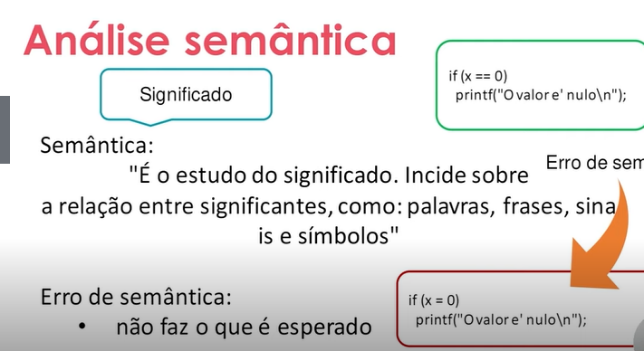 Análise semântica
Significado
if (x == 0)
printf("O valor e' nulo\n");
Semântica:
"É o estudo do significado. Incide sobre
a relação entre significantes, como: palavras, frases, sina
is e símbolos"
Erro de sem
Erro de semântica:
• não faz o que é esperado
if (x = 0)
printf("O valor e' nulo\n");